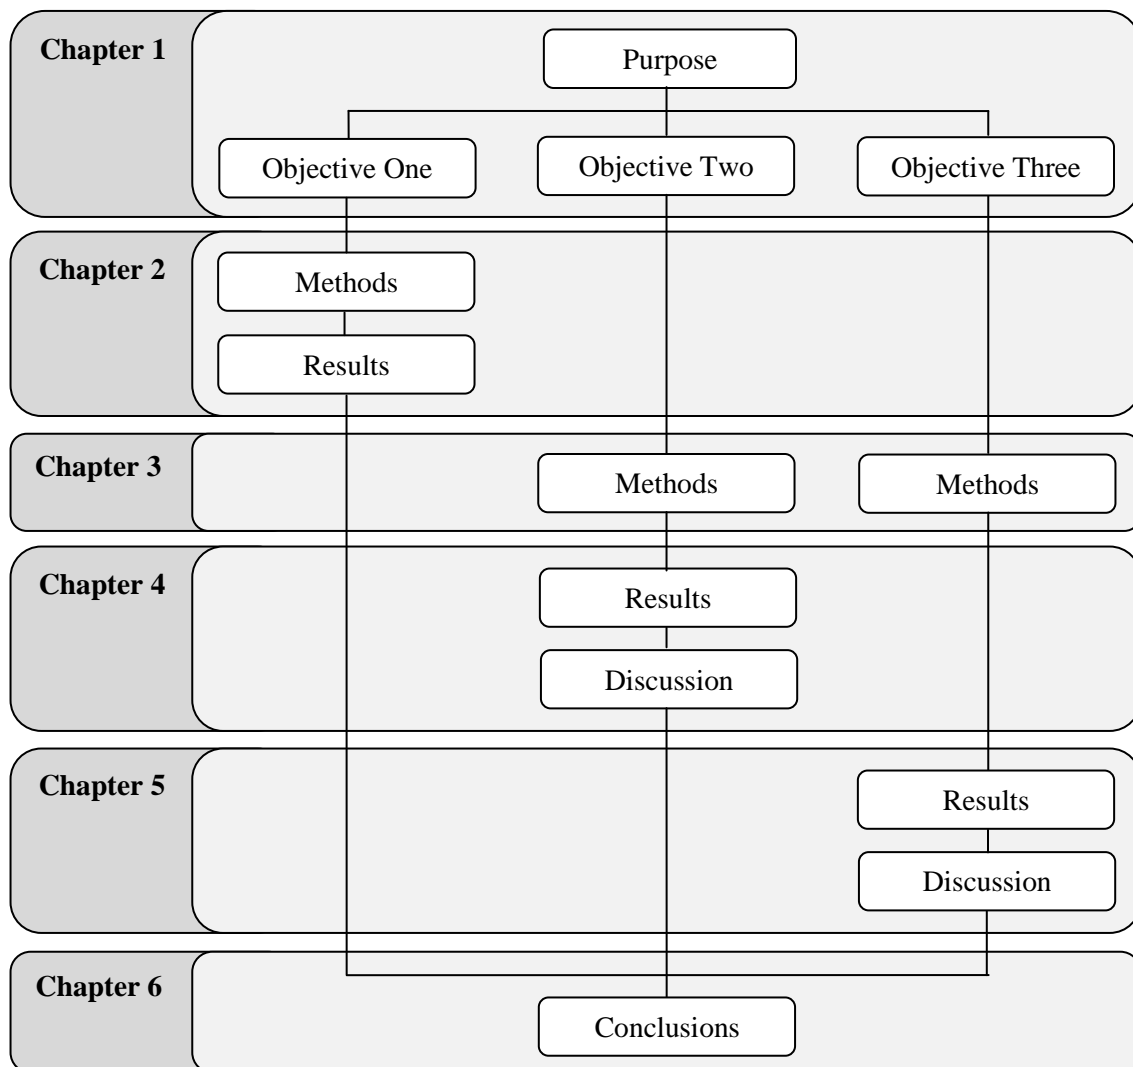 Chapter 1
Purpose
Objective One
Objective Two
Objective Three
Chapter 2
Methods
Results
Chapter 3
Methods
Methods
Chapter 4
Results
Discussion
Chapter 5
Results
Discussion
Chapter 6
Conclusions